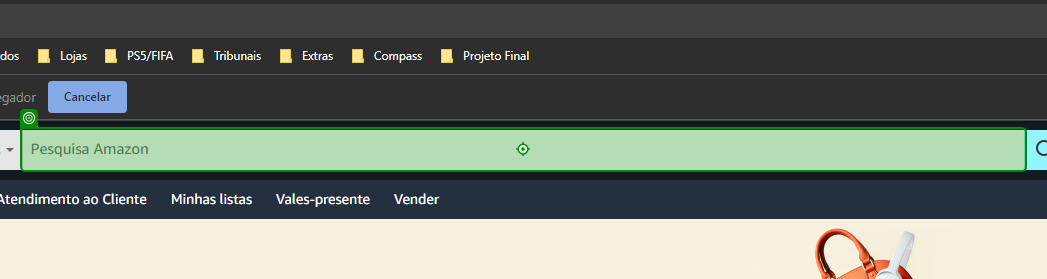 dos Lojas PS5/FIFA Tribunais Extras Compass Projeto Final
egador Cancelar
Pesquisa Amazon
Atendimento ao Cliente Minhas listas Vales-presente Vender